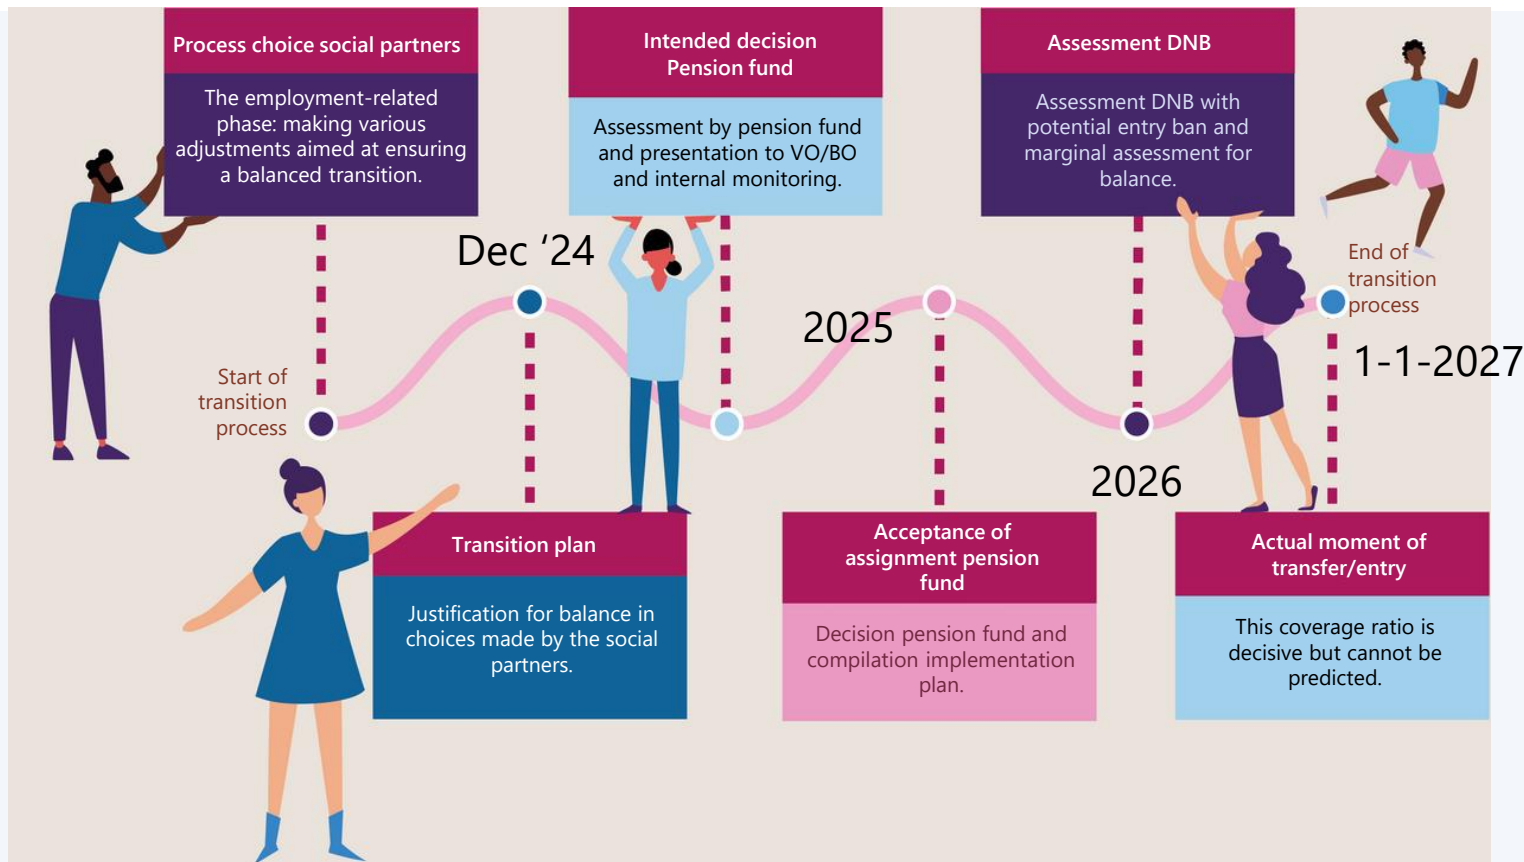 Process choice social partners
The employment-related
phase: making various
adjustments aimed at ensuring
a balanced transition.
Intended decision
Pension fund
Assessment by pension fund
and presentation to VO/BO
and internal monitoring.
Assessment DNB
Assessment DNB with
potential entry ban and
marginal assessment for
balance.
Dec ‘24
2025
End of
transition
process
1-1-2027
Start of
transition
process
2026
Transition plan
Justification for balance in
choices made by the social
partners.
Acceptance of
assignment pension
fund
Decision pension fund and
compilation implementation
plan.
Actual moment of
transfer/entry
This coverage ratio is
decisive but cannot be
predicted.